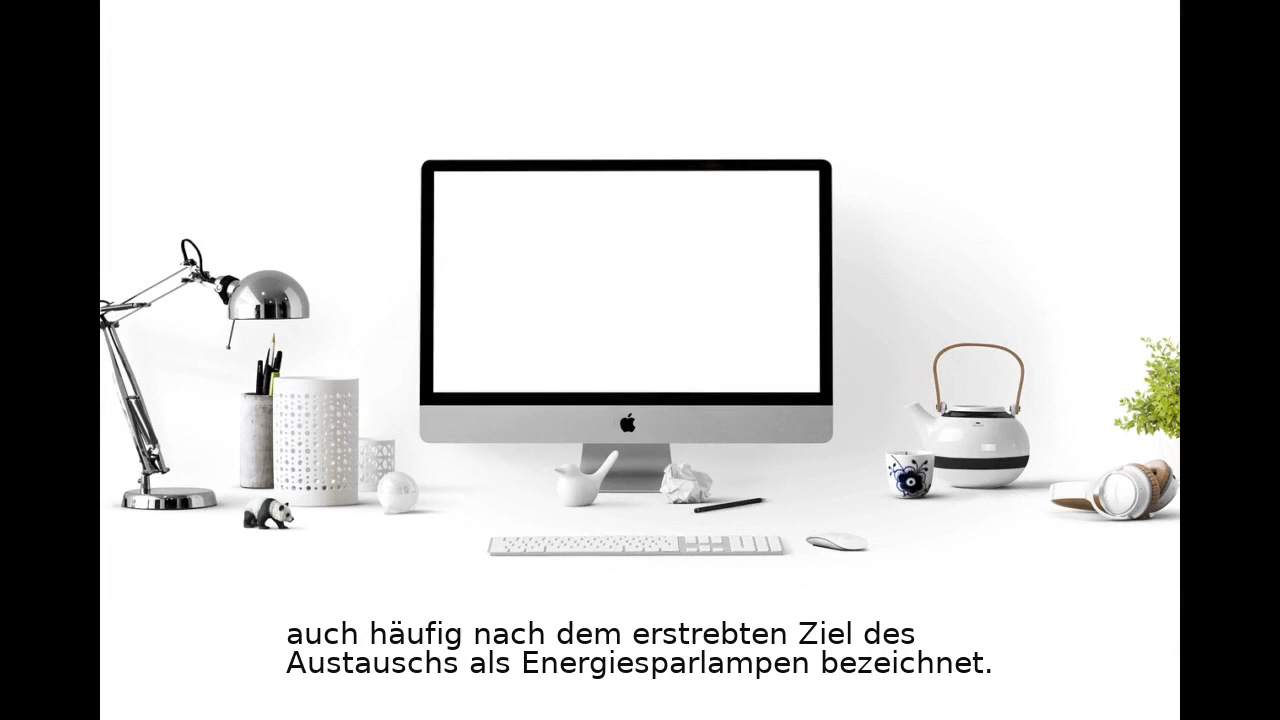 auch häufig nach dem erstrebten Ziel des
Austauschs als Energiesparlampen bezeichnet.